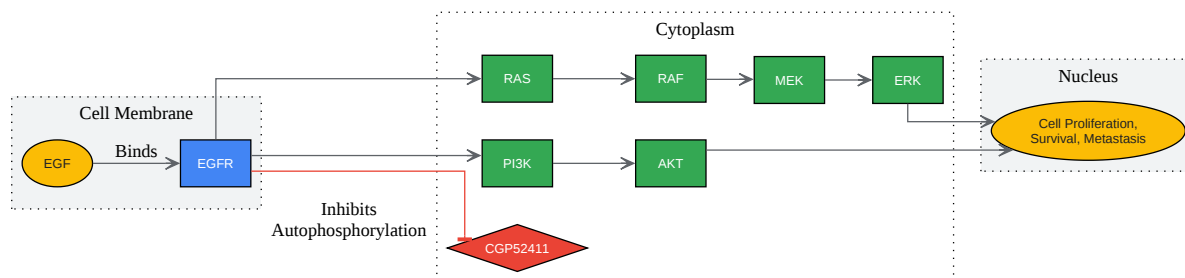 Cytoplasm
RAS
RAF
MEK
ERK
Nucleus
Cell Proliferation,
Survival, Metastasis
Cell Membrane
EGF
Binds
EGFR
PI3K
AKT
Inhibits
Autophosphorylation
CGP52411